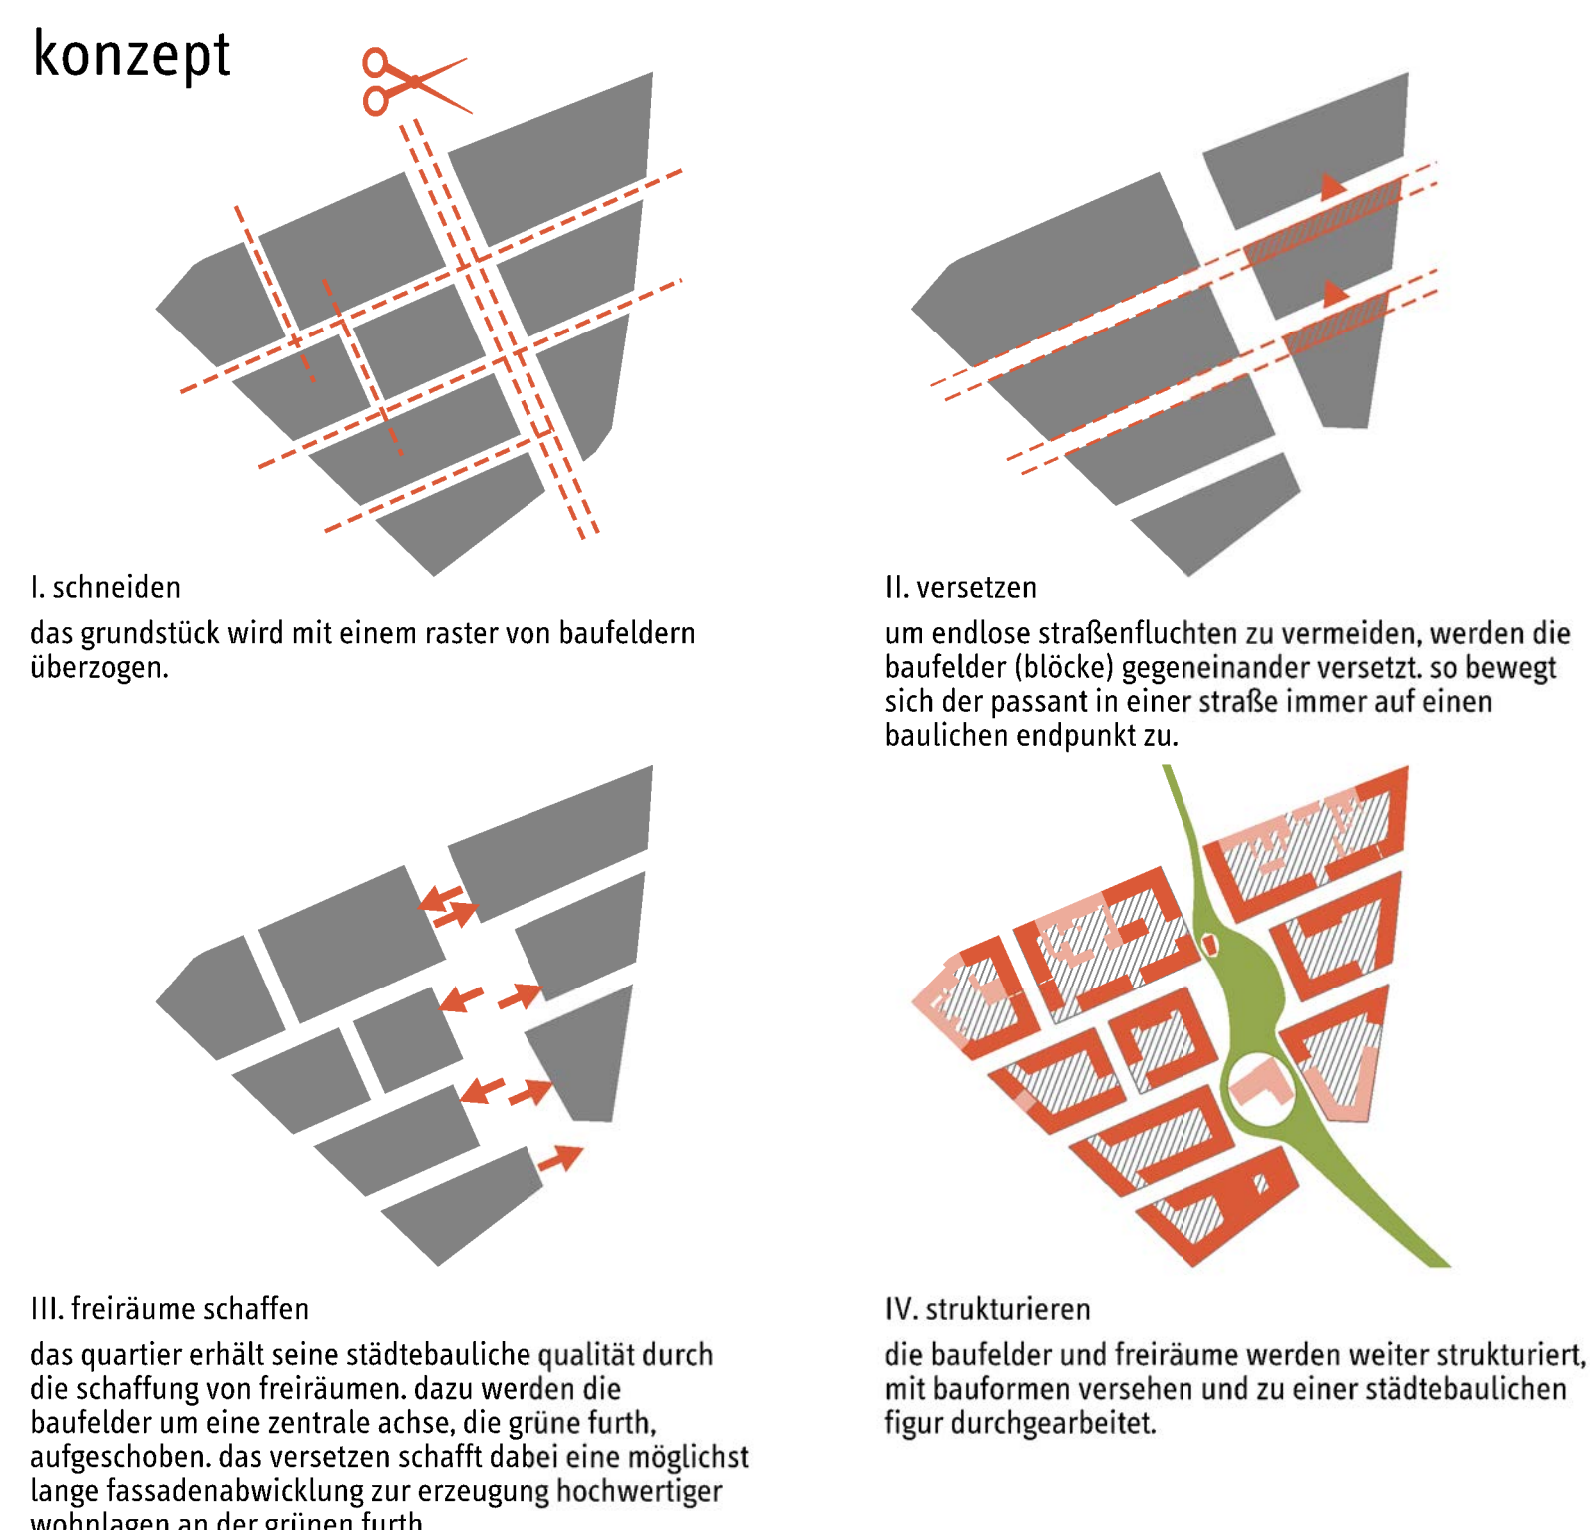 konzept
I. schneiden
das grundstück wird mit einem raster von baufeldern
überzogen.
II. versetzen
um endlose straßenfluchten zu vermeiden, werden die
baufelder (blöcke) gegeneinander versetzt. so bewegt
sich der passant in einer straße immer auf einen
baulichen endpunkt zu.
III. freiräume schaffen
das quartier erhält seine städtebauliche qualität durch
die schaffung von freiräumen. dazu werden die
baufelder um eine zentrale achse, die grüne furth,
aufgeschoben. das versetzen schafft dabei eine möglichst
lange fassadenabwicklung zur erzeugung hochwertiger
wohnlagen an der grünen furth
IV. strukturieren
die baufelder und freiräume werden weiter strukturiert,
mit bauformen versehen und zu einer städtebaulichen
figur durchgearbeitet.